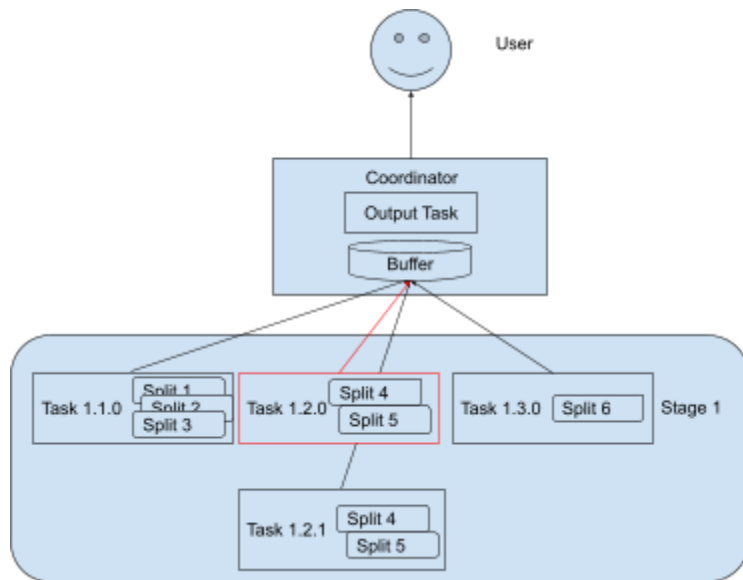 User
Coordinator
Output Task
Buffer
Task 1.1.0
Split 1
Split 2
Split 3
Task 1.2.0
Split 4
Split 5
Task 1.3.0
Split 6
Stage 1
Task 1.2.1
Split 4
Split 5